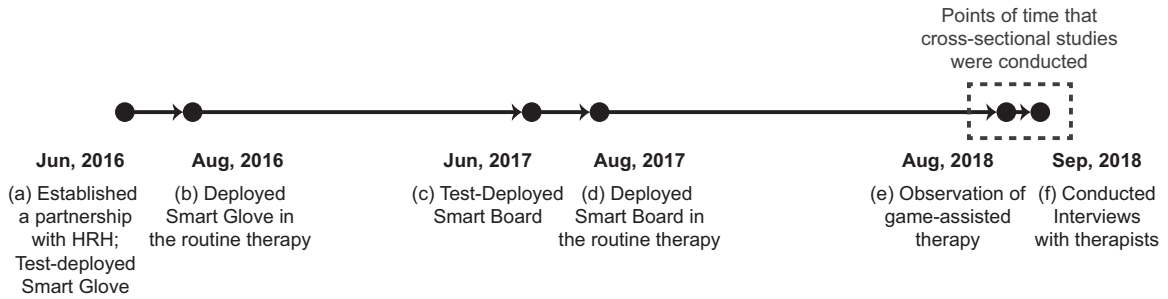 Points of time that
cross-sectional studies
were conducted
Jun, 2016
(a) Established
a partnership
with HRH;
Test-deployed
Smart Glove
Aug, 2016
(b) Deployed
Smart Glove in
the routine therapy
Jun, 2017
(c) Test-Deployed
Smart Board
Aug, 2017
(d) Deployed
Smart Board in
the routine therapy
Aug, 2018
(e) Observation of
game-assisted
therapy
Sep, 2018
(f) Conducted
Interviews
with therapists